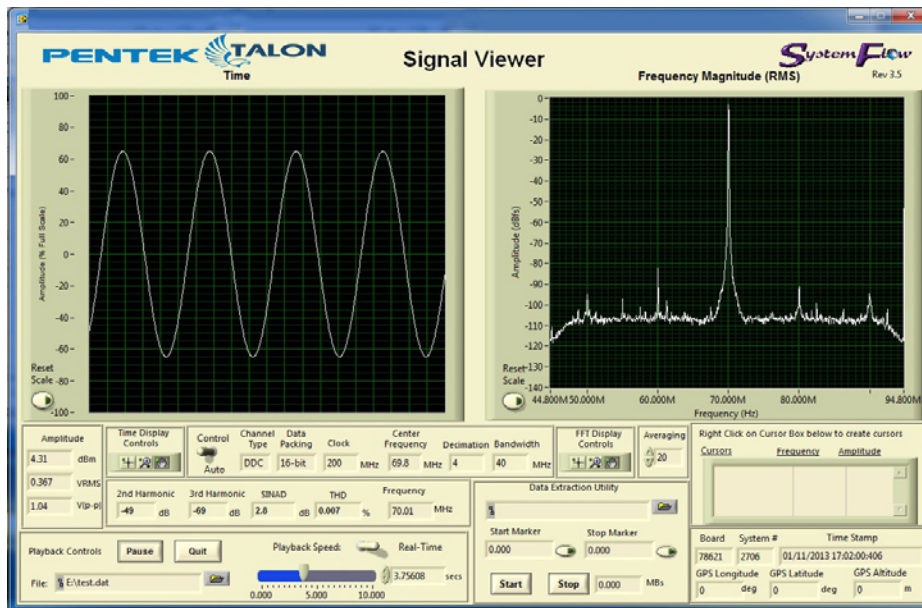 PENTEK TALON
Signal Viewer
SystemFlow
Rev 3.5
Time
Frequency Magnitude (RMS)
100
80
60
40
20
0
-20
-40
-60
-80
-100
Amplitude (% Full Scale)
Reset
Scale
0
-10
-20
-30
-40
-50
-60
-70
-80
-90
-100
-110
-120
-130
-140
Amplitude (dBfs)
Reset
Scale
44.800M 50.000M 60.000M 70.000M 80.000M 94.800M
Frequency (Hz)
Amplitude
4.31 dBm
0.367 VRMS
1.04 V(p-p)
Time Display
Controls
Control
Auto
Channel
Type
DDC
Data
Packing
16-bit
Clock
200 MHz
Center
Frequency
69.8 MHz
Decimation
4
Bandwidth
40 MHz
FFT Display
Controls
Averaging
20
Right Click on Cursor Box below to create cursors
Cursors Frequency Amplitude
2nd Harmonic
-49 dB
3rd Harmonic
-69 dB
SINAD
2.8 dB
THD
0.007 %
Frequency
70.01 MHz
Data Extraction Utility
Start Marker
0.000
Stop Marker
0.000
Start Stop 0.000 MBs
Playback Controls Pause Quit
Playback Speed: Real-Time
3.75608 secs
0.000 5.000 10.000
File: E:\test.dat
Board System # Time Stamp
78621 2706 01/11/2013 17:02:00:406
GPS Longitude GPS Latitude GPS Altitude
0 deg 0 deg 0 m